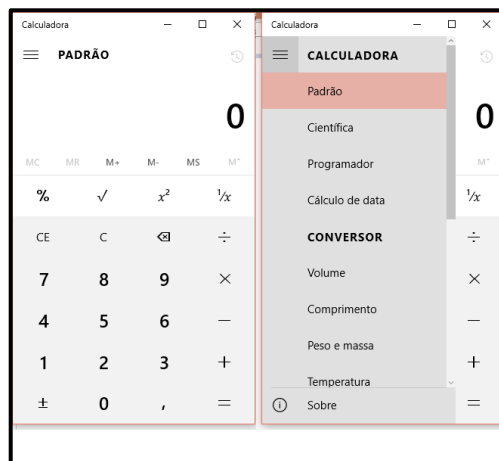 Calculadora
PADRÃO
0
MC MR M+ M- MS M˅
% √ x² ¹/x
CE C ÷
7 8 9 ×
4 5 6 −
1 2 3 +
± 0 , =
Calculadora
CALCULADORA
Padrão
0
Científica
Programador
M˅
Cálculo de data
¹/x
CONVERSOR
÷
Volume
×
Comprimento
−
Peso e massa
+
Temperatura
Sobre
=